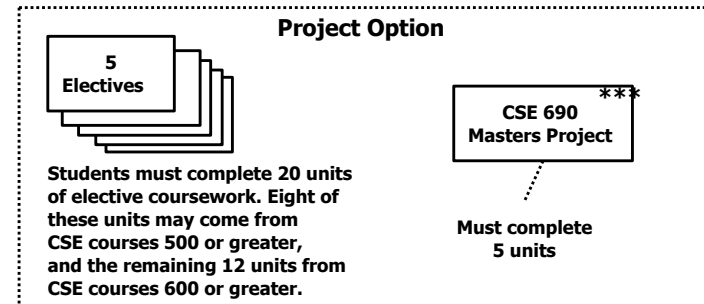 Project Option
5
Electives
Students must complete 20 units
of elective coursework. Eight of
these units may come from
CSE courses 500 or greater,
and the remaining 12 units from
CSE courses 600 or greater.
***
CSE 690
Masters Project
Must complete
5 units